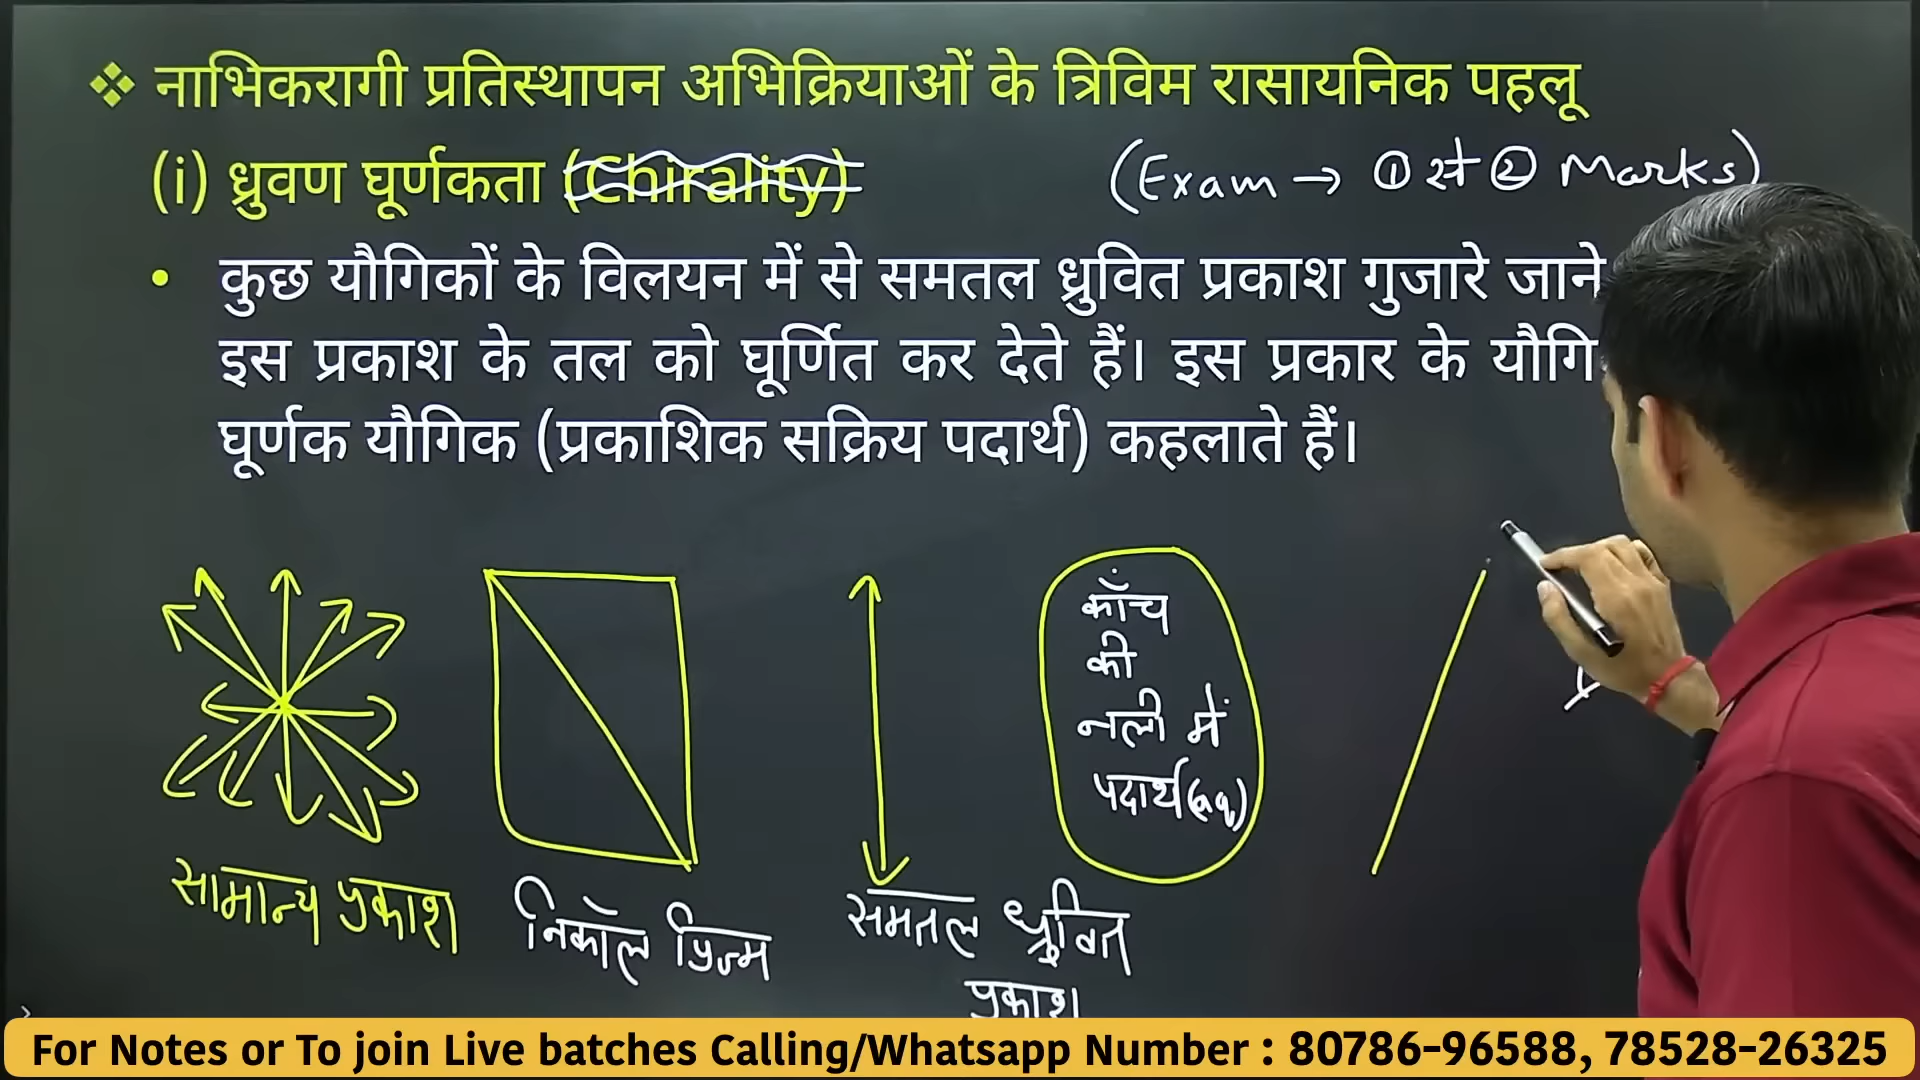 ❖ नाभिकरागी प्रतिस्थापन अभिक्रियाओं के त्रिविम रासायनिक पहलू
(i) ध्रुवण घूर्णकता (Chirality)
(Exam → ① से ② Marks)
• कुछ यौगिकों के विलयन में से समतल ध्रुवित प्रकाश गुजारे जाने
इस प्रकाश के तल को घूर्णित कर देते हैं। इस प्रकार के यौगि
घूर्णक यौगिक (प्रकाशिक सक्रिय पदार्थ) कहलाते हैं।
काँच
की
नली में
पदार्थ(aq)
सामान्य प्रकाश
निकॉल प्रिज्म
समतल ध्रुवित
प्रकाश
For Notes or To join Live batches Calling/Whatsapp Number : 80786-96588, 78528-26325